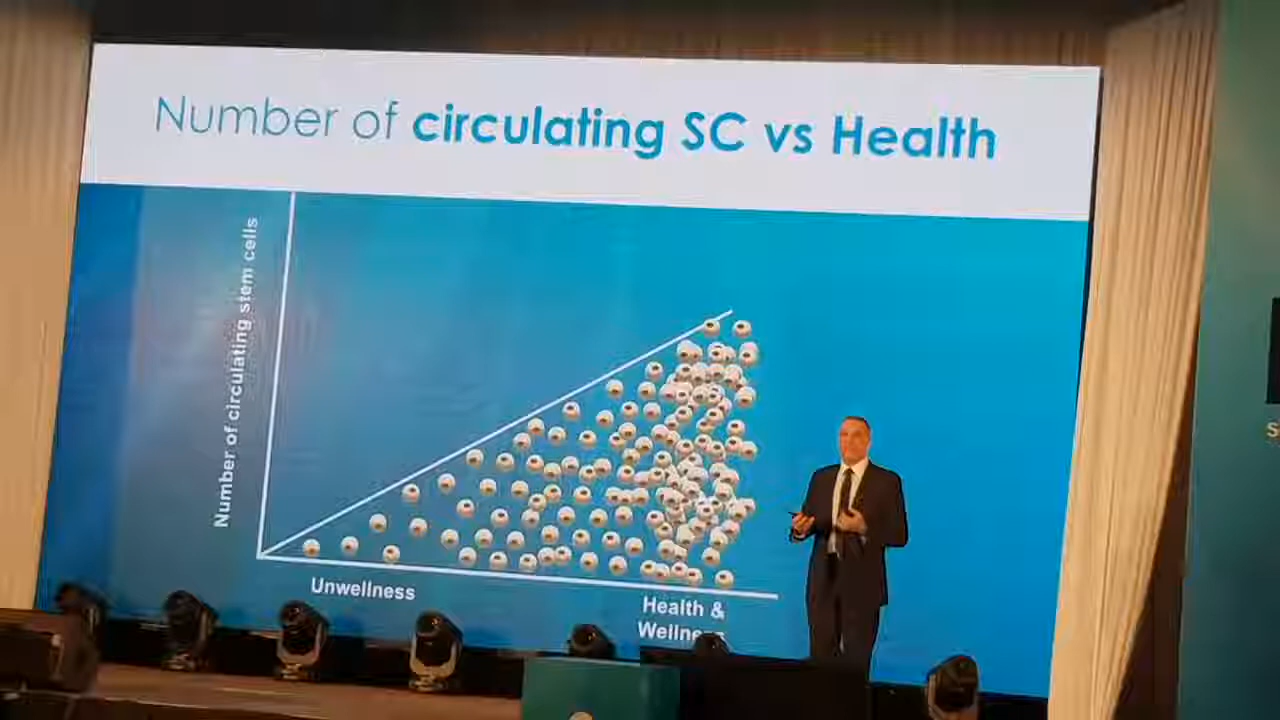 Number of circulating SC vs Health
Number of circulating stem cells
Unwellness
Health &